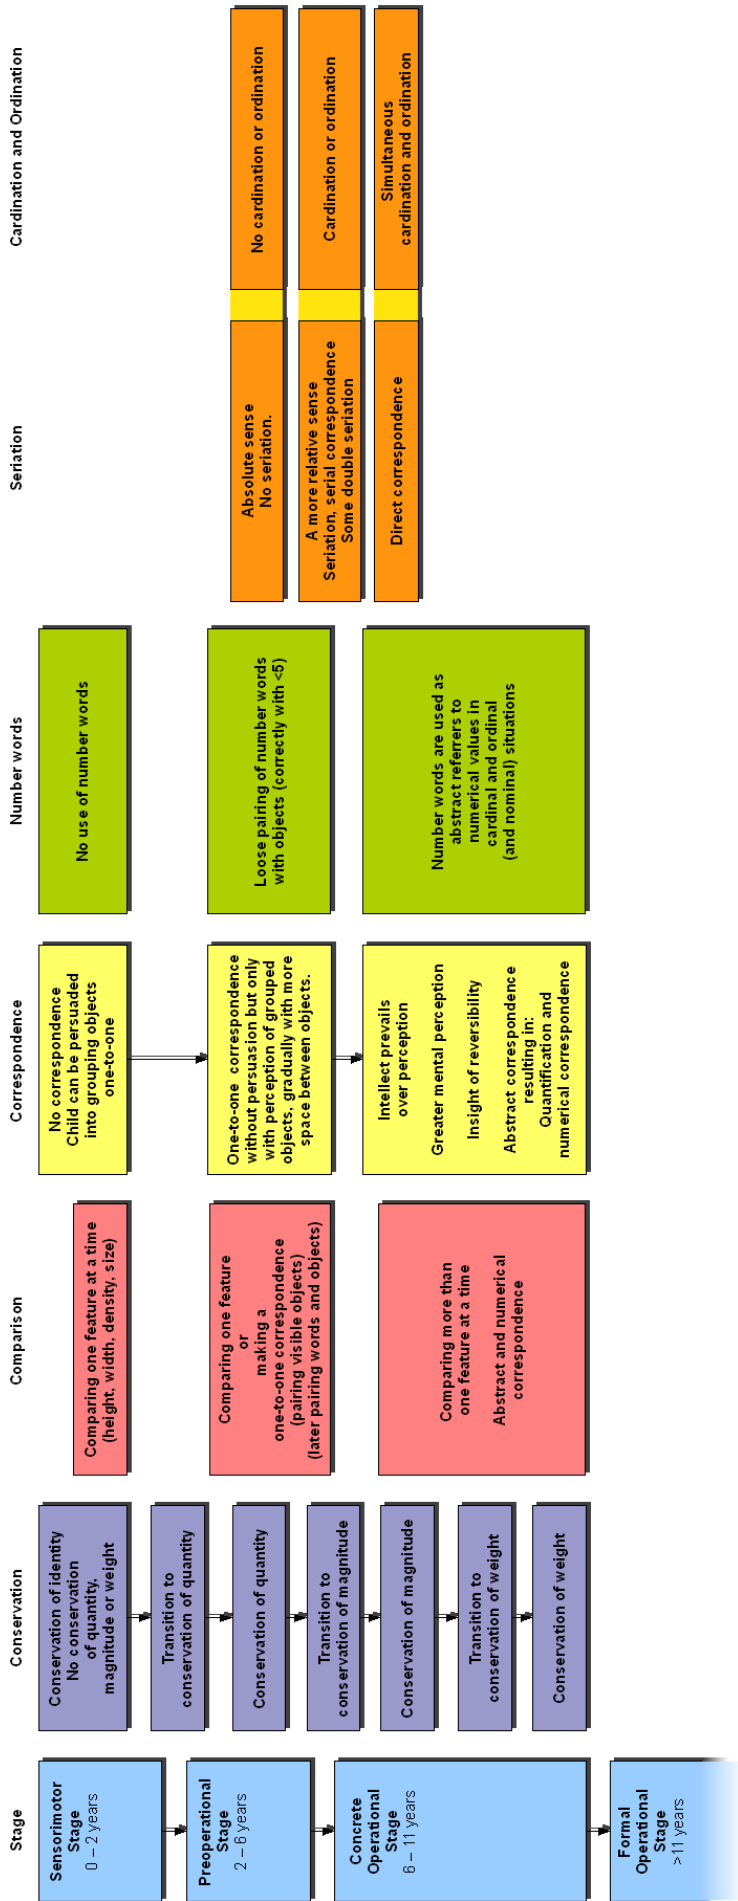 Stage
Sensorimotor
Stage
0 – 2 years
Preoperational
Stage
2 – 6 years
Concrete
Operational
Stage
6 – 11 years
Formal
Operational
Stage
>11 years
Conservation
Conservation of identity
No conservation
of quantity,
magnitude or weight
Transition to
conservation of quantity
Conservation of quantity
Transition to
conservation of magnitude
Conservation of magnitude
Transition to
conservation of weight
Conservation of weight
Comparison
Comparing one feature at a time
(height, width, density, size)
Comparing one feature
or
making a
one-to-one correspondence
(pairing visible objects)
(later pairing words and objects)
Comparing more than
one feature at a time
Abstract and numerical
correspondence
Correspondence
No correspondence
Child can be persuaded
into grouping objects
one-to-one
One-to-one correspondence
without persuasion but only
with perception of grouped
objects, gradually with more
space between objects.
Intellect prevails
over perception
Greater mental perception
Insight of reversibility
Abstract correspondence
resulting in:
Quantification and
numerical correspondence
Number words
No use of number words
Loose pairing of number words
with objects (correctly with <5)
Number words are used as
abstract referrers to
numerical values in
cardinal and ordinal
(and nominal) situations
Seriation
Absolute sense
No seriation.
A more relative sense
Seriation, serial correspondence
Some double seriation
Direct correspondence
Cardination and Ordination
No cardination or ordination
Cardination or ordination
Simultaneous
cardination and ordination